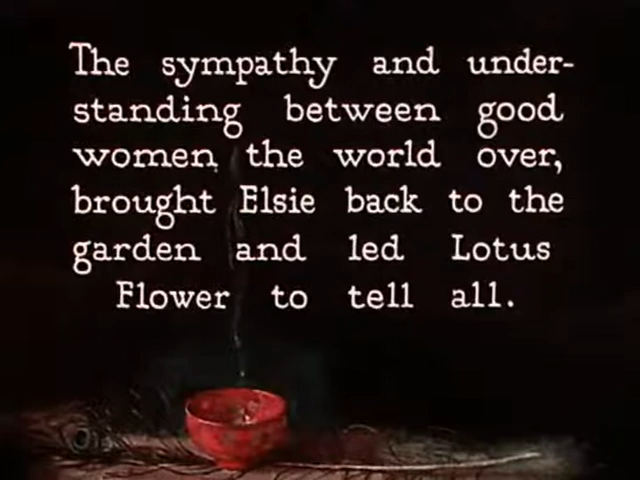 The sympathy and under-
standing between good
women, the world over,
brought Elsie back to the
garden and led Lotus
Flower to tell all.